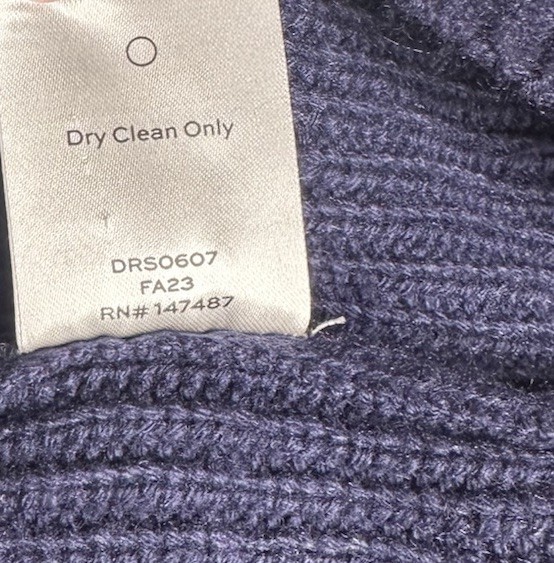 Dry Clean Only
DRS0607
FA23
RN# 147487